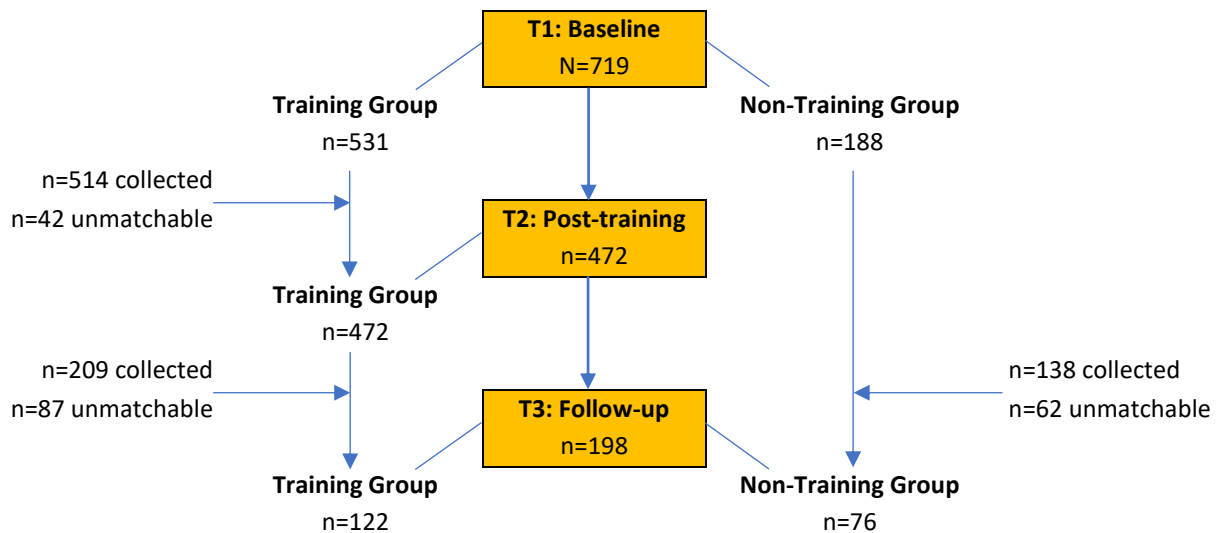 T1: Baseline
N=719
Training Group
n=531
Non-Training Group
n=188
n=514 collected
n=42 unmatchable
T2: Post-training
n=472
Training Group
n=472
n=209 collected
n=87 unmatchable
n=138 collected
n=62 unmatchable
T3: Follow-up
n=198
Training Group
n=122
Non-Training Group
n=76